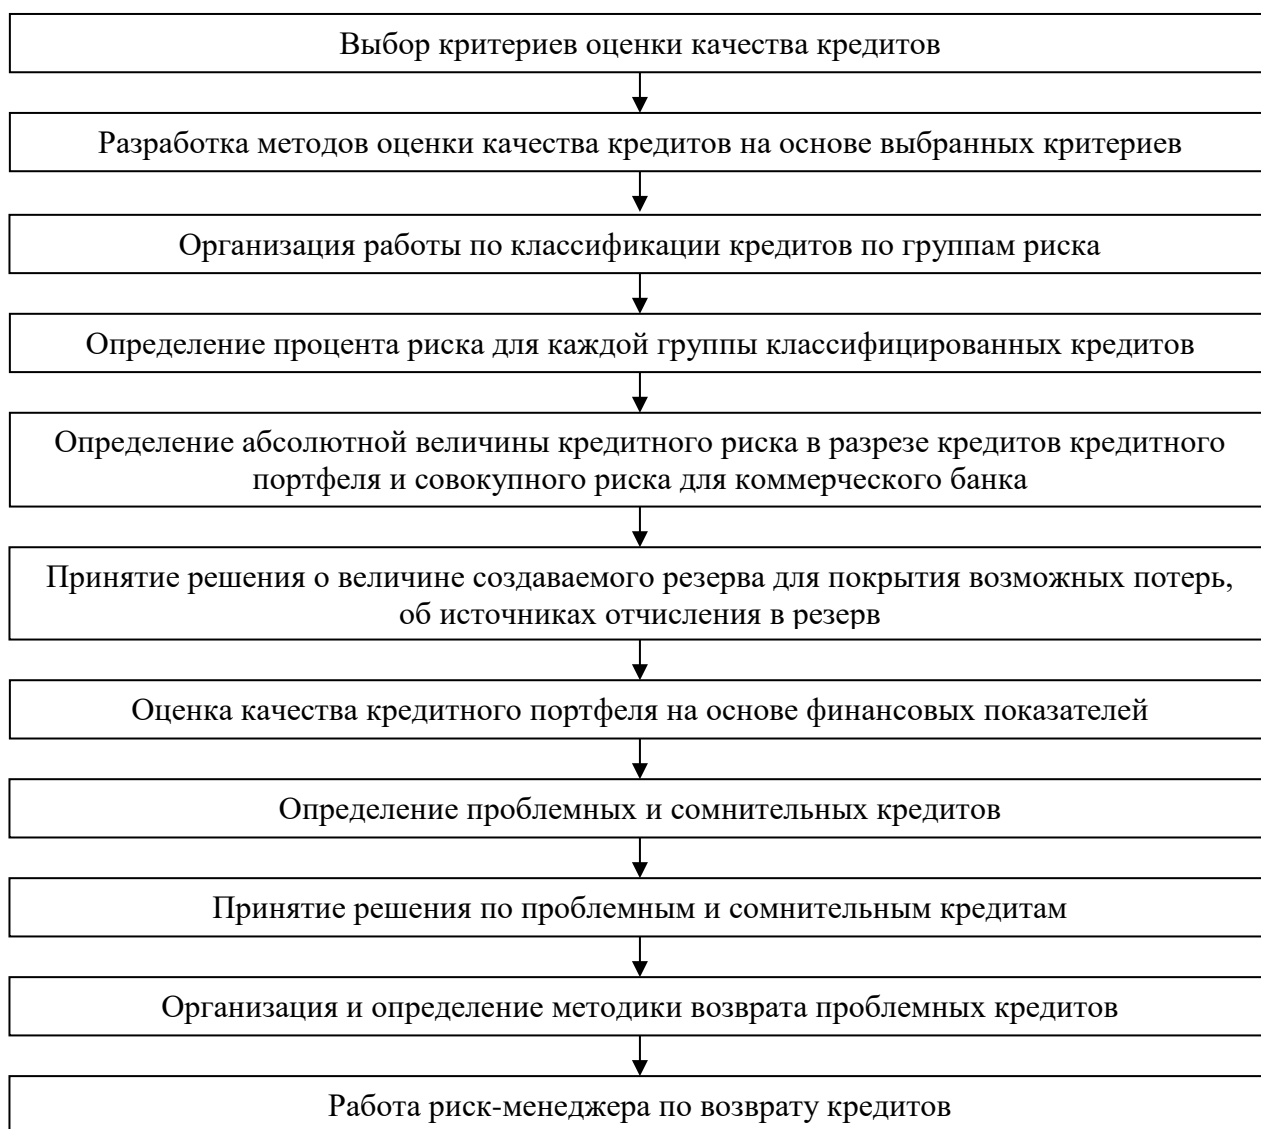 Выбор критериев оценки качества кредитов
Разработка методов оценки качества кредитов на основе выбранных критериев
Организация работы по классификации кредитов по группам риска
Определение процента риска для каждой группы классифицированных кредитов
Определение абсолютной величины кредитного риска в разрезе кредитов кредитного
портфеля и совокупного риска для коммерческого банка
Принятие решения о величине создаваемого резерва для покрытия возможных потерь,
об источниках отчисления в резерв
Оценка качества кредитного портфеля на основе финансовых показателей
Определение проблемных и сомнительных кредитов
Принятие решения по проблемным и сомнительным кредитам
Организация и определение методики возврата проблемных кредитов
Работа риск-менеджера по возврату кредитов